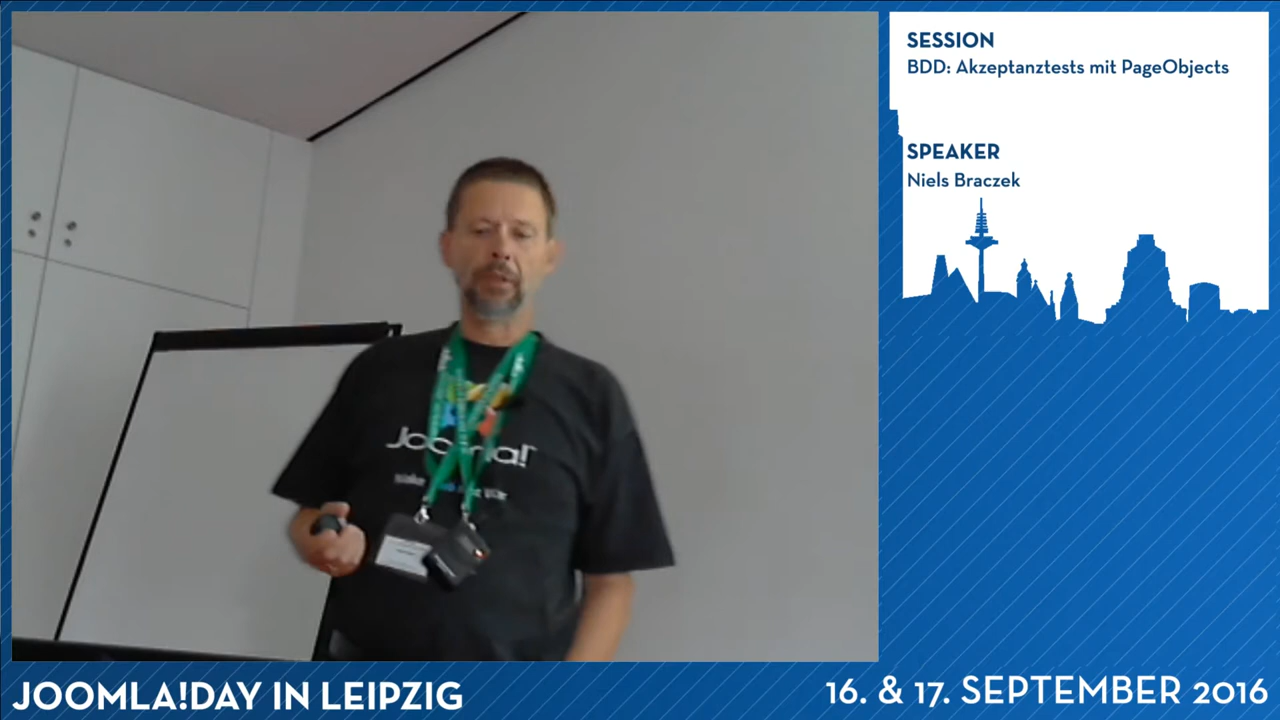 SESSION
BDD: Akzeptanztests mit PageObjects
SPEAKER
Niels Braczek
Joomla!
JOOMLA!DAY IN LEIPZIG
16. & 17. SEPTEMBER 2016